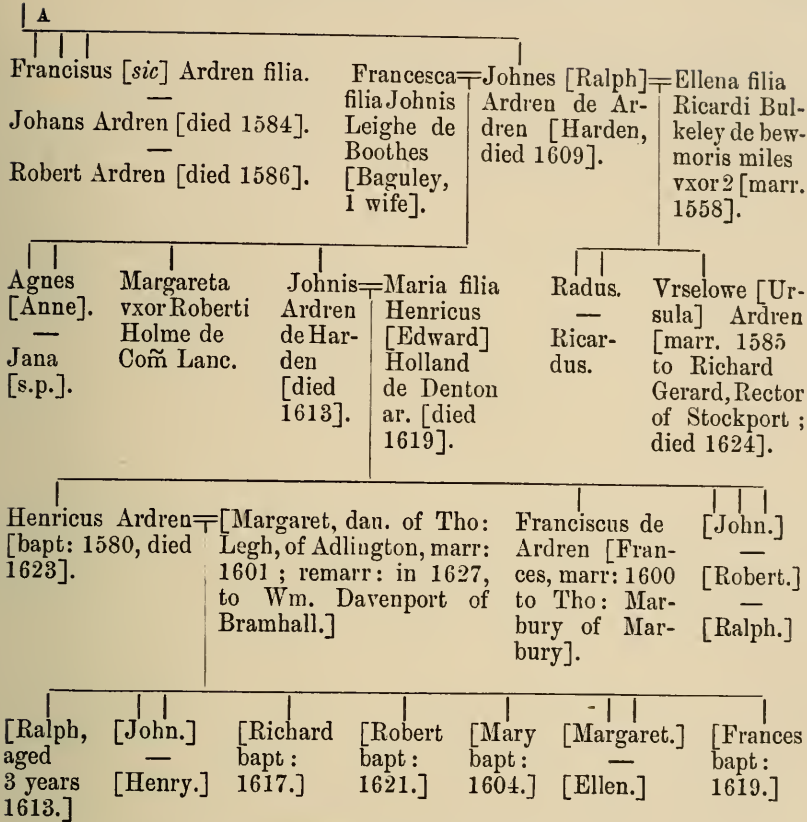 A
Francisus [sic] Ardren filia.
—
Johans Ardren [died 1584].
—
Robert Ardren [died 1586].
Francesca
filia Johnis
Leighe de
Boothes
[Baguley,
1 wife].
Johnes [Ralph]
Ardren de Ar-
dren [Harden,
died 1609].
Ellena filia
Ricardi Bul-
keley de bew-
moris miles
vxor 2 [marr.
1558].
Agnes
[Anne].
—
Jana
[s.p.].
Margareta
vxor Roberti
Holme de
Com̃ Lanc.
Johnis
Ardren
de Har-
den
[died
1613].
Maria filia
Henricus
[Edward]
Holland
de Denton
ar. [died
1619].
Radus.
—
Ricar-
dus.
Vrselowe [Ur-
sula] Ardren
[marr. 1585
to Richard
Gerard, Rector
of Stockport ;
died 1624].
Henricus Ardren
[bapt: 1580, died
1623].
[Margaret, dau. of Tho:
Legh, of Adlington, marr:
1601 ; remarr: in 1627,
to Wm. Davenport of
Bramhall.]
Franciscus de
Ardren [Fran-
ces, marr: 1600
to Tho: Mar-
bury of Mar-
bury].
[John.]
—
[Robert.]
—
[Ralph.]
[Ralph,
aged
3 years
1613.]
[John.]
—
[Henry.]
[Richard
bapt:
1617.]
[Robert
bapt:
1621.]
[Mary
bapt:
1604.]
[Margaret.]
—
[Ellen.]
[Frances
bapt:
1619.]